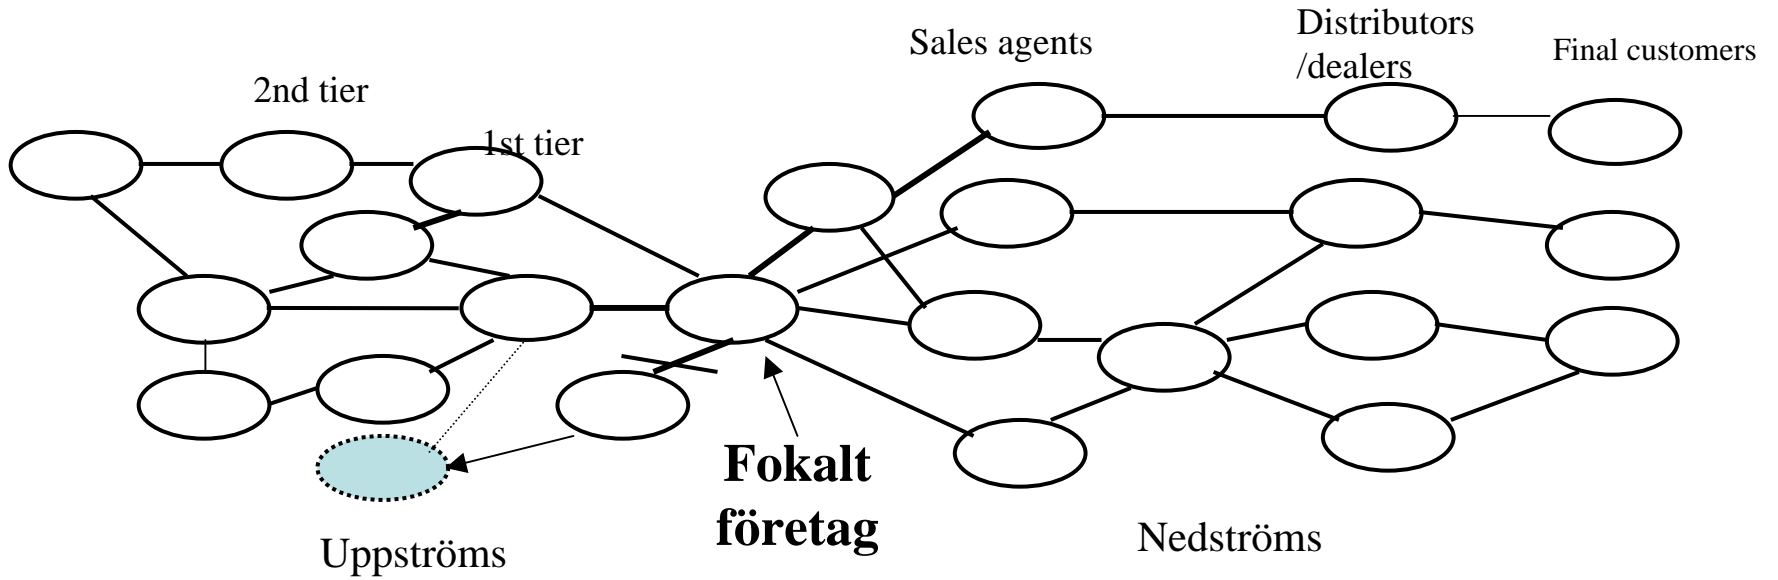 Sales agents
Distributors
/dealers
Final customers
2nd tier
1st tier
Fokalt
företag
Uppströms
Nedströms